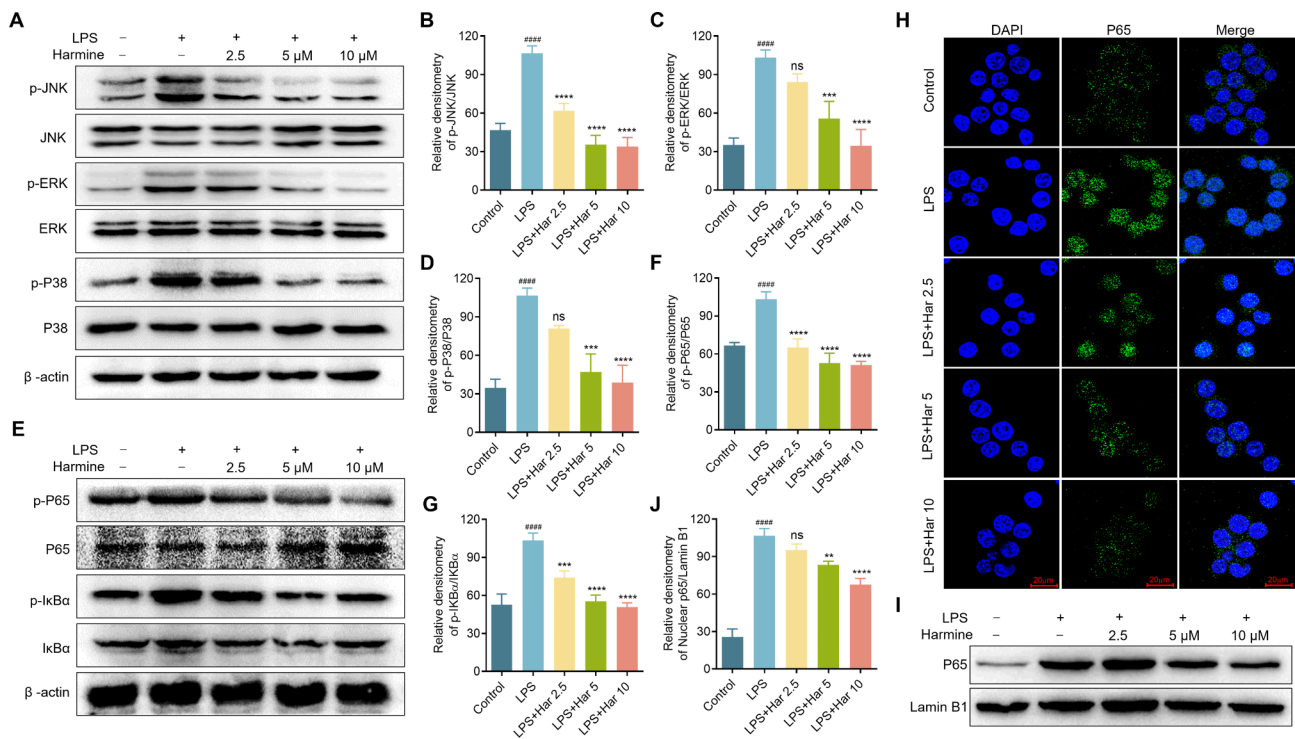 A
LPS – + + + +
Harmine – – 2.5 5 μM 10 μM
p-JNK
JNK
p-ERK
ERK
p-P38
P38
β -actin
B
Relative densitometry
of p-JNK/JNK
120
90
60
30
0
####
****
****
****
Control
LPS
LPS+Har 2.5
LPS+Har 5
LPS+Har 10
C
Relative densitometry
of p-ERK/ERK
120
90
60
30
0
####
ns
***
****
Control
LPS
LPS+Har 2.5
LPS+Har 5
LPS+Har 10
D
Relative densitometry
of p-P38/P38
120
90
60
30
0
####
ns
***
****
Control
LPS
LPS+Har 2.5
LPS+Har 5
LPS+Har 10
F
Relative densitometry
of p-P65/P65
120
90
60
30
0
####
****
****
****
Control
LPS
LPS+Har 2.5
LPS+Har 5
LPS+Har 10
E
LPS – + + + +
Harmine – – 2.5 5 μM 10 μM
p-P65
P65
p-IκBα
IκBα
β -actin
G
Relative densitometry
of p-IKBα/IKBα
120
90
60
30
0
####
***
****
****
Control
LPS
LPS+Har 2.5
LPS+Har 5
LPS+Har 10
J
Relative densitometry
of Nuclear p65/Lamin B1
120
90
60
30
0
####
ns
**
****
Control
LPS
LPS+Har 2.5
LPS+Har 5
LPS+Har 10
H
DAPI P65 Merge
Control
LPS
LPS+Har 2.5
LPS+Har 5
LPS+Har 10
20μm 20μm 20μm
I
LPS – + + + +
Harmine – – 2.5 5 μM 10 μM
P65
Lamin B1